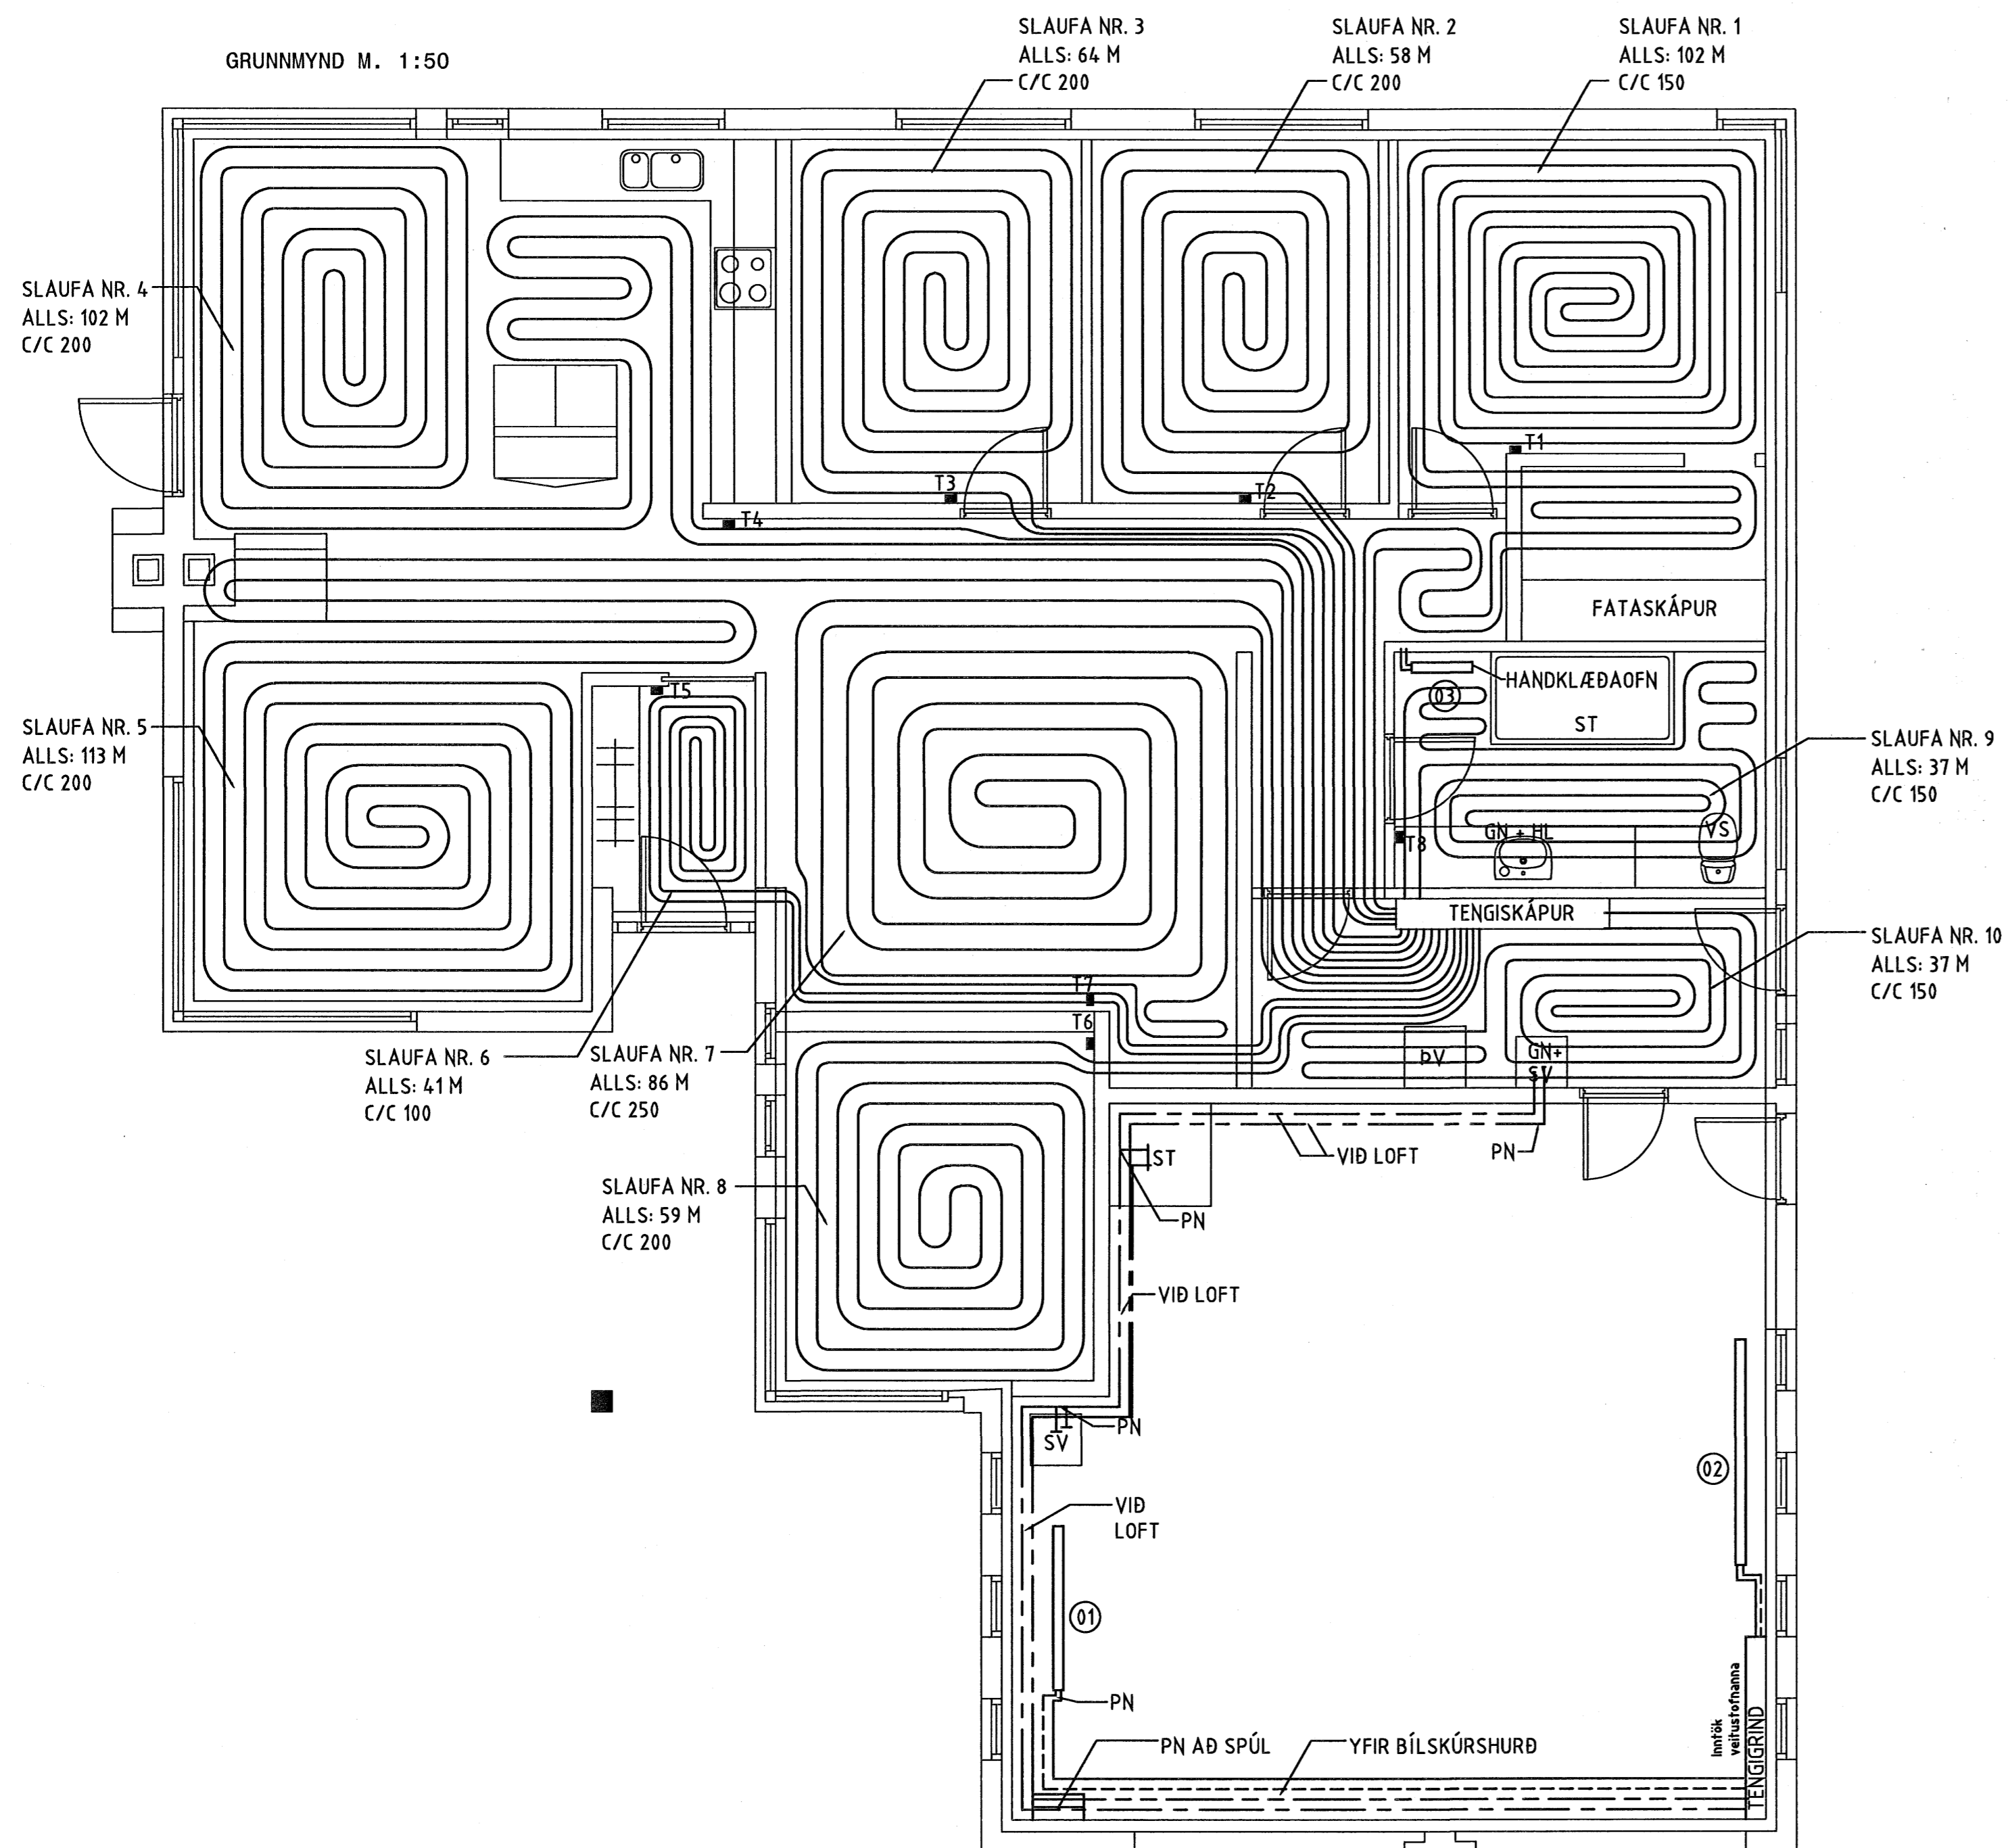 GRUNNMYND M. 1:50
SLAUFA NR. 3
ALLS: 64 M
C/C 200
SLAUFA NR. 2
ALLS: 58 M
C/C 200
SLAUFA NR. 1
ALLS: 102 M
C/C 150
SLAUFA NR. 4
ALLS: 102 M
C/C 200
T1
T3
T2
T4
FATASKÁPUR
HANDKLÆÐAOFN
03
ST
T5
SLAUFA NR. 5
ALLS: 113 M
C/C 200
SLAUFA NR. 9
ALLS: 37 M
C/C 150
GN + HL
VS
T8
TENGISKÁPUR
SLAUFA NR. 10
ALLS: 37 M
C/C 150
T7
T6
SLAUFA NR. 6
ALLS: 41 M
C/C 100
SLAUFA NR. 7
ALLS: 86 M
C/C 250
ÞV
GN+
SV
VIÐ LOFT
PN
ST
PN
SLAUFA NR. 8
ALLS: 59 M
C/C 200
VIÐ LOFT
PN
SV
02
VIÐ
LOFT
01
PN
Inntök
veitustofnanna
TENGIGRIND
PN AÐ SPÚL
YFIR BÍLSKÚRSHURÐ